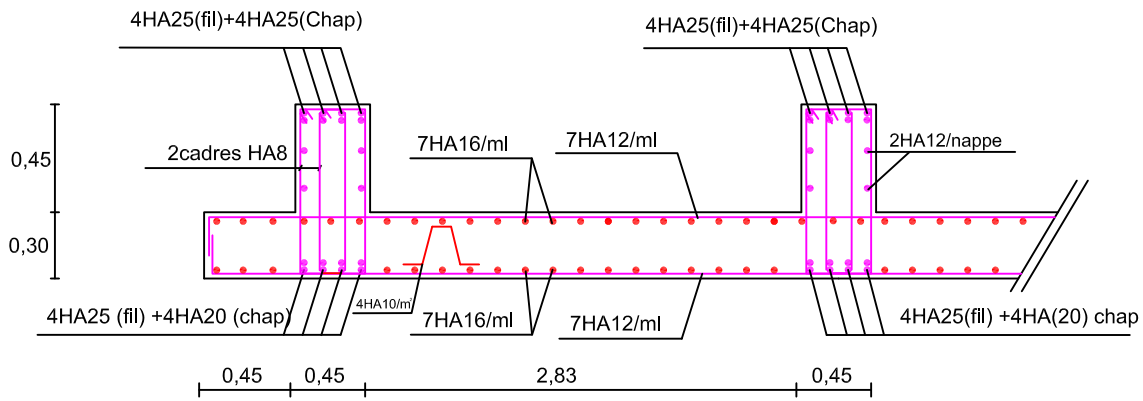 4HA25(fil)+4HA25(Chap)
4HA25(fil)+4HA25(Chap)
0,45
2cadres HA8
7HA16/ml
7HA12/ml
2HA12/nappe
0,30
4HA10/m²
4HA25 (fil) +4HA20 (chap)
7HA16/ml
7HA12/ml
4HA25(fil) +4HA(20) chap
0,45
0,45
2,83
0,45